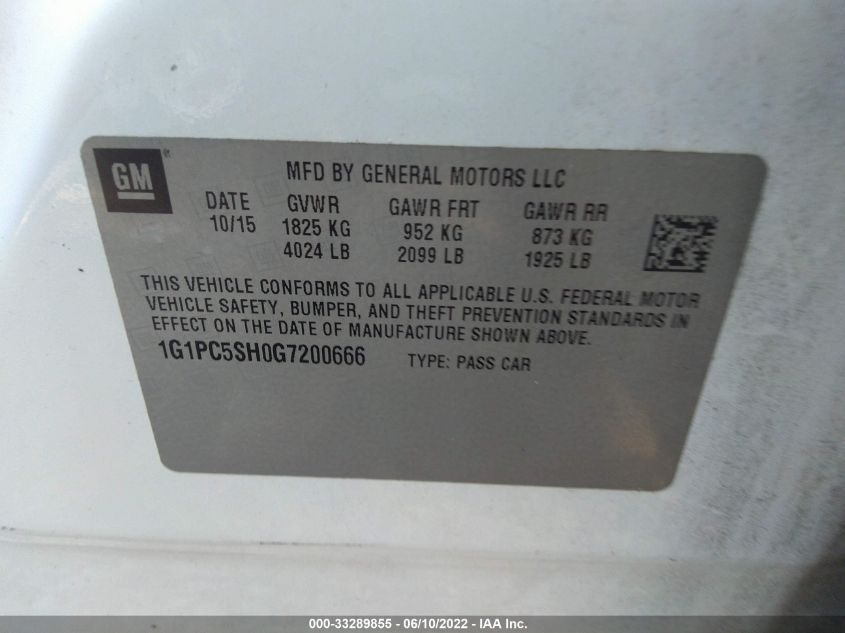 GM®
MFD BY GENERAL MOTORS LLC
DATE GVWR GAWR FRT GAWR RR
10/15 1825 KG 952 KG 873 KG
4024 LB 2099 LB 1925 LB
THIS VEHICLE CONFORMS TO ALL APPLICABLE U.S. FEDERAL MOTOR
VEHICLE SAFETY, BUMPER, AND THEFT PREVENTION STANDARDS IN
EFFECT ON THE DATE OF MANUFACTURE SHOWN ABOVE.
1G1PC5SH0G7200666 TYPE: PASS CAR
000-33289855 - 06/10/2022 - IAA Inc.